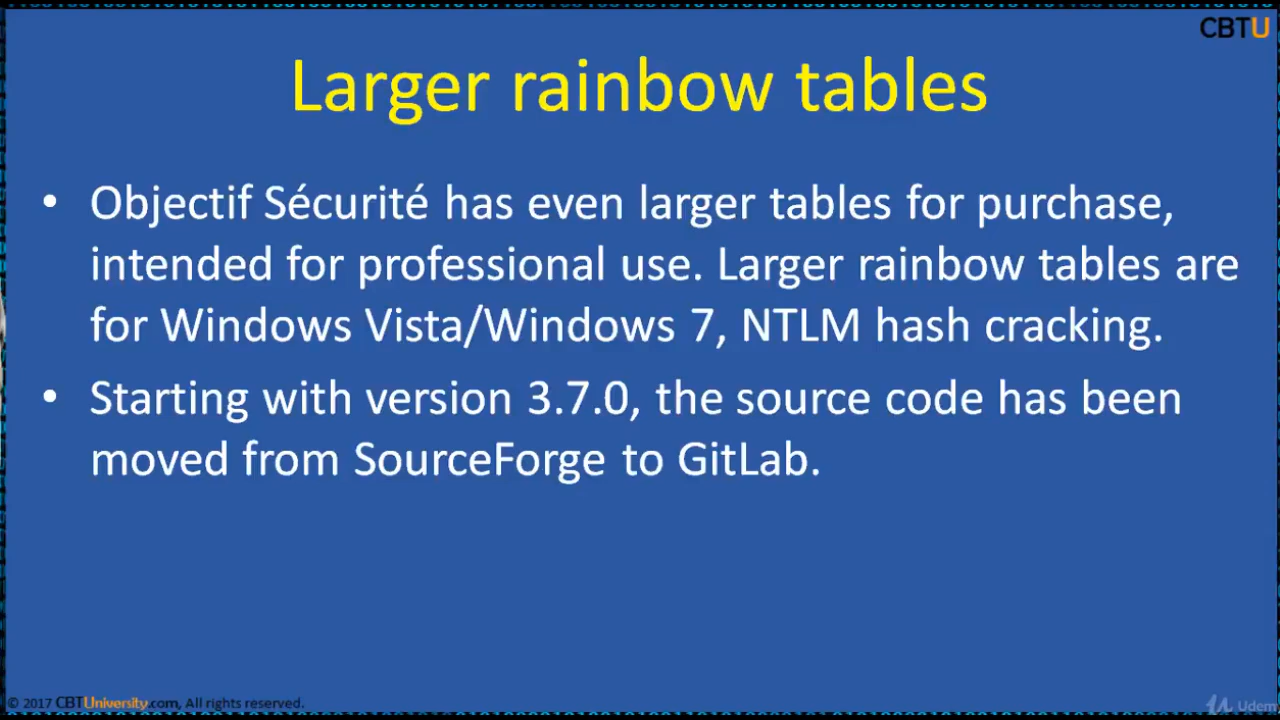 CBTU
Larger rainbow tables
• Objectif Sécurité has even larger tables for purchase,
intended for professional use. Larger rainbow tables are
for Windows Vista/Windows 7, NTLM hash cracking.
• Starting with version 3.7.0, the source code has been
moved from SourceForge to GitLab.
© 2017 CBTUniversity.com, All rights reserved.